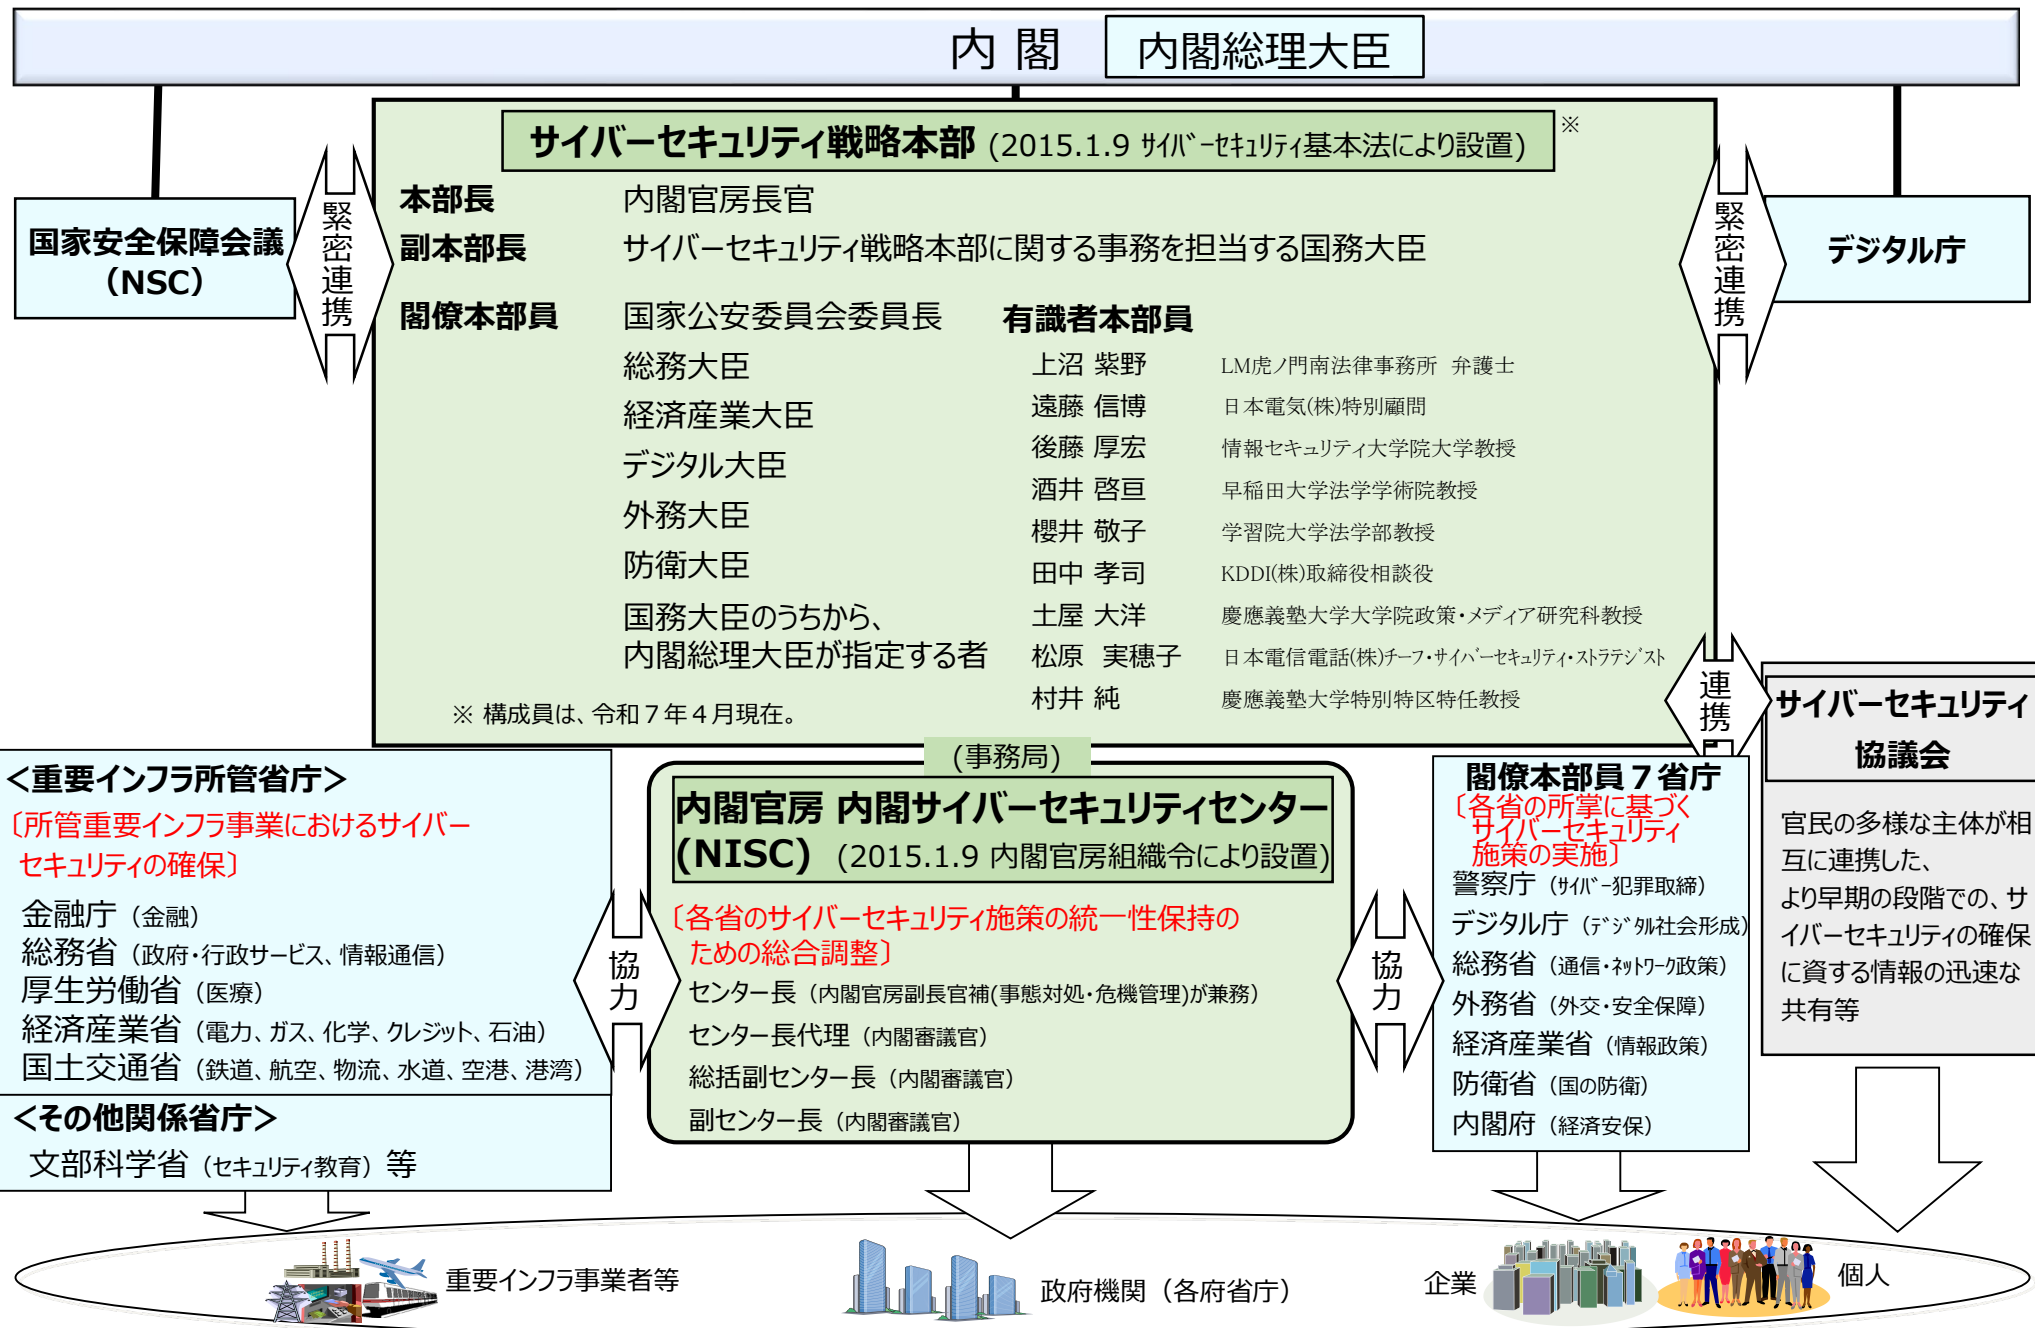 内 閣
内閣総理大臣
サイバーセキュリティ戦略本部 (2015.1.9 ｻｲﾊﾞｰｾｷｭﾘﾃｨ基本法により設置)
※
本部長 内閣官房長官
副本部長 サイバーセキュリティ戦略本部に関する事務を担当する国務大臣
国家安全保障会議
（NSC）
緊密連携
緊密連携
デジタル庁
閣僚本部員 国家公安委員会委員長
総務大臣
経済産業大臣
デジタル大臣
外務大臣
防衛大臣
国務大臣のうちから、
内閣総理大臣が指定する者
有識者本部員
上沼 紫野 LM虎ノ門南法律事務所 弁護士
遠藤 信博 日本電気(株)特別顧問
後藤 厚宏 情報セキュリティ大学院大学教授
酒井 啓亘 早稲田大学法学学術院教授
櫻井 敬子 学習院大学法学部教授
田中 孝司 KDDI(株)取締役相談役
土屋 大洋 慶應義塾大学大学院政策・メディア研究科教授
松原 実穗子 日本電信電話(株)ﾁｰﾌ・ｻｲﾊﾞｰｾｷｭﾘﾃｨ・ｽﾄﾗﾃｼﾞｽﾄ
村井 純 慶應義塾大学特別特区特任教授
※ 構成員は、令和７年４月現在。
連携
サイバーセキュリティ
協議会
官民の多様な主体が相
互に連携した、
より早期の段階での、サ
イバーセキュリティの確保
に資する情報の迅速な
共有等
＜重要インフラ所管省庁＞
〔所管重要インフラ事業におけるサイバー
セキュリティの確保〕
金融庁（金融）
総務省（政府・行政サービス、情報通信）
厚生労働省（医療）
経済産業省（電力、ガス、化学、クレジット、石油）
国土交通省（鉄道、航空、物流、水道、空港、港湾）
＜その他関係省庁＞
文部科学省（セキュリティ教育）等
協力
(事務局)
内閣官房 内閣サイバーセキュリティセンター
(NISC) (2015.1.9 内閣官房組織令により設置)
〔各省のサイバーセキュリティ施策の統一性保持の
ための総合調整〕
センター長（内閣官房副長官補(事態対処・危機管理)が兼務）
センター長代理（内閣審議官）
総括副センター長（内閣審議官）
副センター長（内閣審議官）
協力
閣僚本部員７省庁
〔各省の所掌に基づく
サイバーセキュリティ
施策の実施〕
警察庁（ｻｲﾊﾞｰ犯罪取締）
デジタル庁（ﾃﾞｼﾞﾀﾙ社会形成）
総務省（通信・ﾈｯﾄﾜｰｸ政策）
外務省（外交・安全保障）
経済産業省（情報政策）
防衛省（国の防衛）
内閣府（経済安保）
重要インフラ事業者等
政府機関（各府省庁）
企業
個人